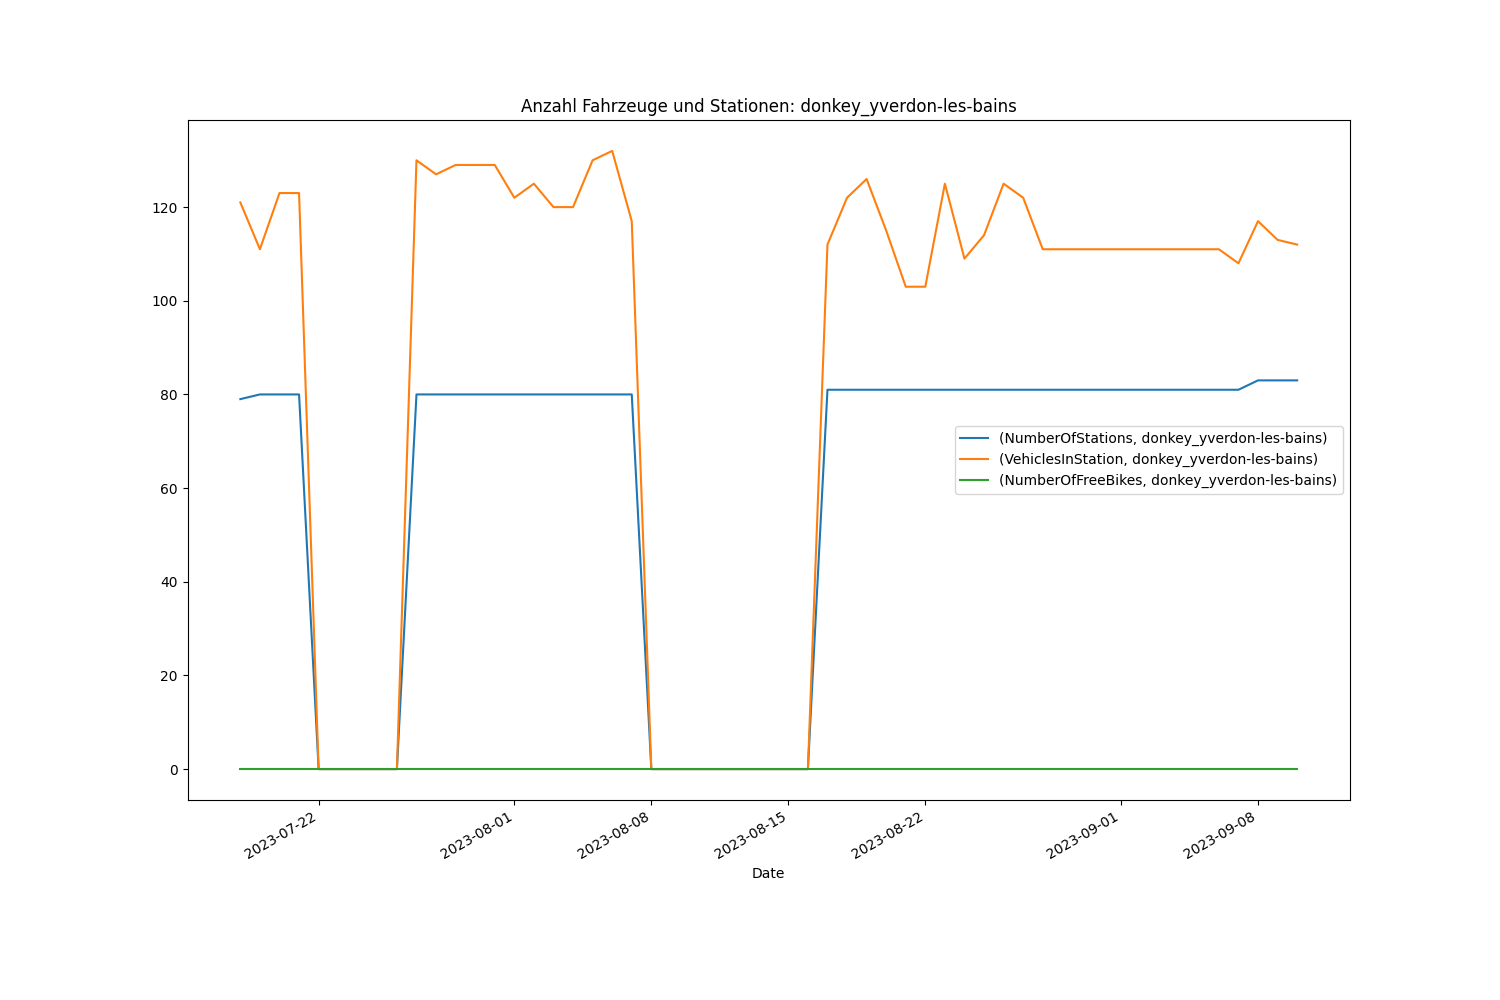 Anzahl Fahrzeuge und Stationen: donkey_yverdon-les-bains
120
100
80
60
40
20
0
(NumberOfStations, donkey_yverdon-les-bains)
(VehiclesInStation, donkey_yverdon-les-bains)
(NumberOfFreeBikes, donkey_yverdon-les-bains)
2023-07-22
2023-08-01
2023-08-08
2023-08-15
2023-08-22
2023-09-01
2023-09-08
Date